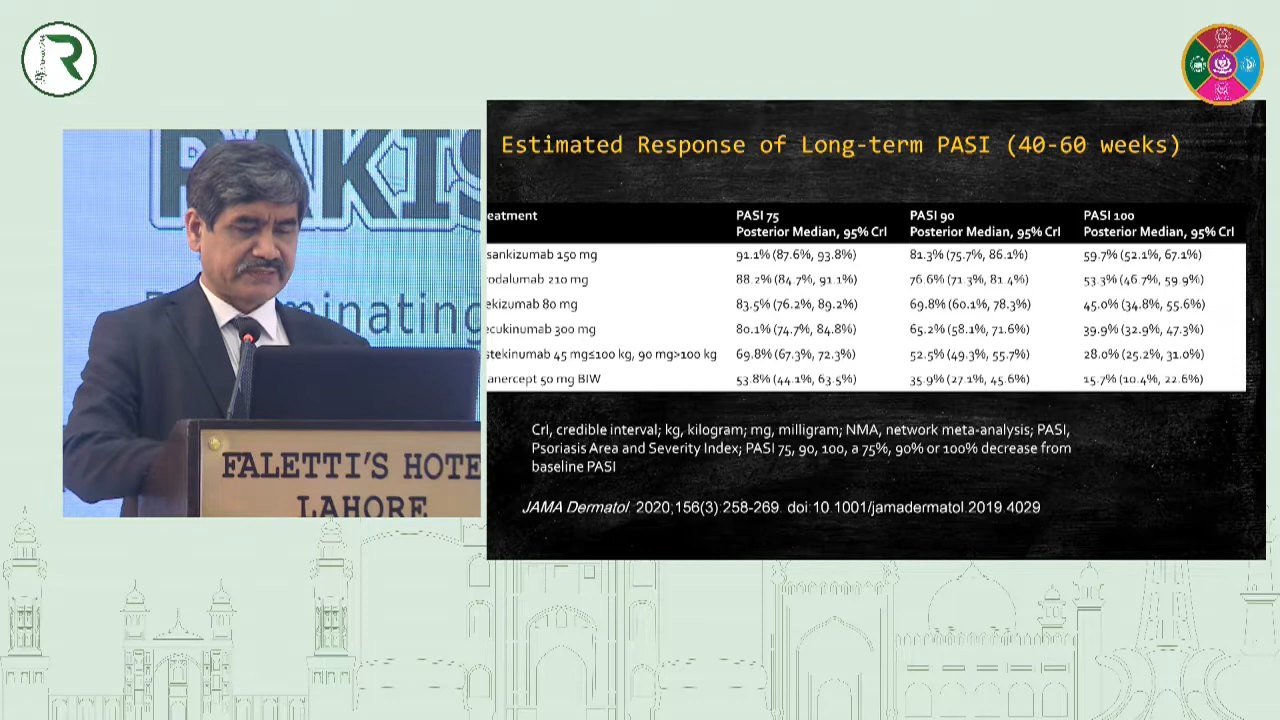 PAKIS
minating
FALETTI'S HOTE
LAHORE
Estimated Response of Long-term PASI (40-60 weeks)
eatment PASI 75 Posterior Median, 95% CrI PASI 90 Posterior Median, 95% CrI PASI 100 Posterior Median, 95% CrI
sankizumab 150 mg 91.1% (87.6%, 93.8%) 81.3% (75.7%, 86.1%) 59.7% (52.1%, 67.1%)
rodalumab 210 mg 88.2% (84.7%, 91.1%) 76.6% (71.3%, 81.4%) 53.3% (46.7%, 59.9%)
ekizumab 80 mg 83.5% (76.2%, 89.2%) 69.8% (60.1%, 78.3%) 45.0% (34.8%, 55.6%)
ecukinumab 300 mg 80.1% (74.7%, 84.8%) 65.2% (58.1%, 71.6%) 39.9% (32.9%, 47.3%)
stekinumab 45 mg≤100 kg, 90 mg>100 kg 69.8% (67.3%, 72.3%) 52.5% (49.3%, 55.7%) 28.0% (25.2%, 31.0%)
anercept 50 mg BIW 53.8% (44.1%, 63.5%) 35.9% (27.1%, 45.6%) 15.7% (10.4%, 22.6%)
CrI, credible interval; kg, kilogram; mg, milligram; NMA, network meta-analysis; PASI,
Psoriasis Area and Severity Index; PASI 75, 90, 100, a 75%, 90% or 100% decrease from
baseline PASI
JAMA Dermatol. 2020;156(3):258-269. doi:10.1001/jamadermatol.2019.4029